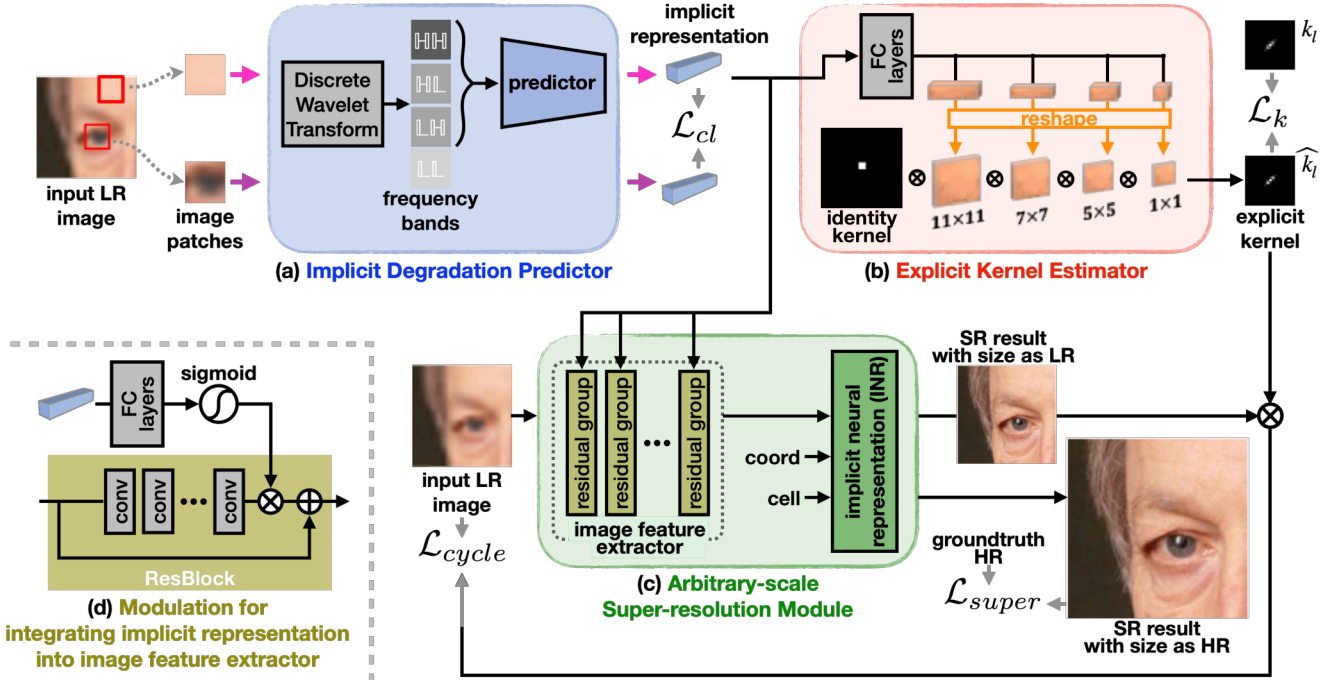 input LR
image
image
patches
Discrete
Wavelet
Transform
HH
HL
LH
LL
frequency
bands
predictor
(a) Implicit Degradation Predictor
implicit
representation
ℒ_cl
FC
layers
reshape
identity
kernel
11×11
7×7
5×5
1×1
(b) Explicit Kernel Estimator
k_l
ℒ_k
\widehat{k_l}
explicit
kernel
FC
layers
sigmoid
conv
conv
conv
ResBlock
(d) Modulation for
integrating implicit representation
into image feature extractor
input LR
image
ℒ_cycle
residual group
residual group
residual group
image feature
extractor
coord
cell
implicit neural
representation (INR)
(c) Arbitrary-scale
Super-resolution Module
SR result
with size as LR
groundtruth
HR
ℒ_super
SR result
with size as HR